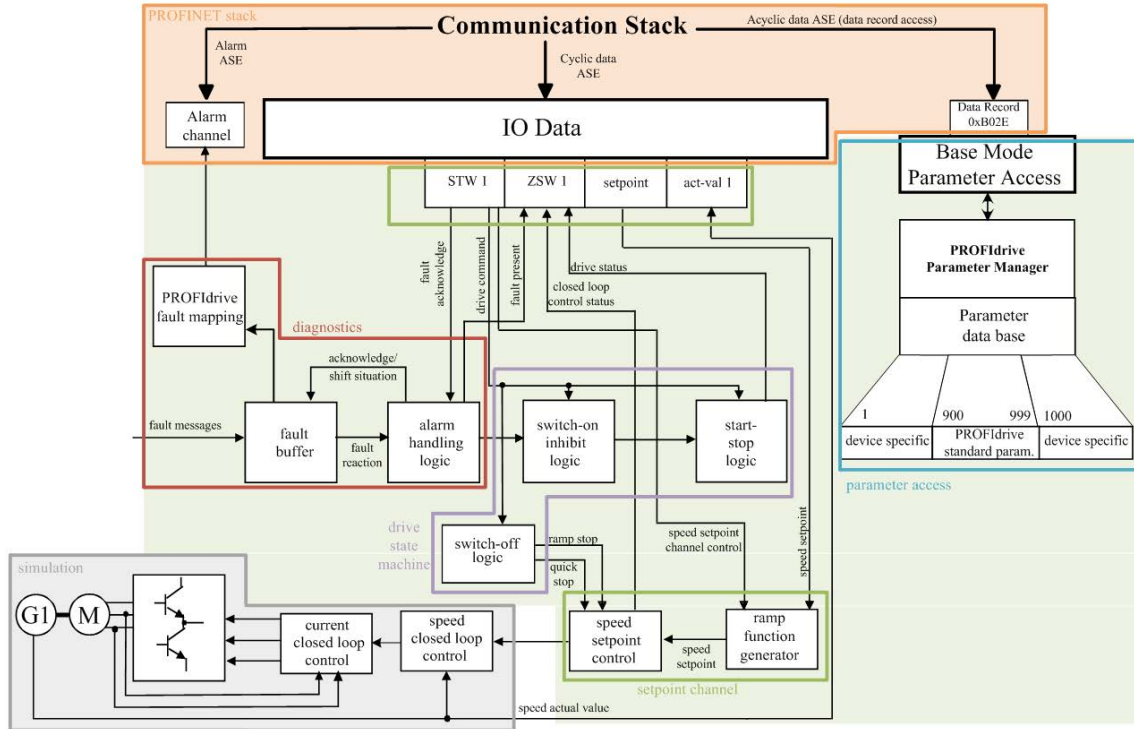 PROFINET stack
Communication Stack
Acyclic data ASE (data record access)
Alarm
ASE
Cyclic data
ASE
Alarm
channel
IO Data
Data Record
0xB02E
Base Mode
Parameter Access
STW 1
ZSW 1
setpoint
act-val 1
fault
acknowledge
drive command
fault present
drive status
closed loop
control status
PROFIdrive
fault mapping
diagnostics
PROFIdrive
Parameter Manager
Parameter
data base
acknowledge/
shift situation
fault messages
fault
buffer
fault
reaction
alarm
handling
logic
switch-on
inhibit
logic
start-
stop
logic
1
900
999
1000
device specific
PROFIdrive
standard param.
device specific
parameter access
drive
state
machine
switch-off
logic
ramp stop
quick
stop
speed setpoint
channel control
speed setpoint
simulation
G1
M
current
closed loop
control
speed
closed loop
control
speed
setpoint
control
speed
setpoint
ramp
function
generator
setpoint channel
speed actual value